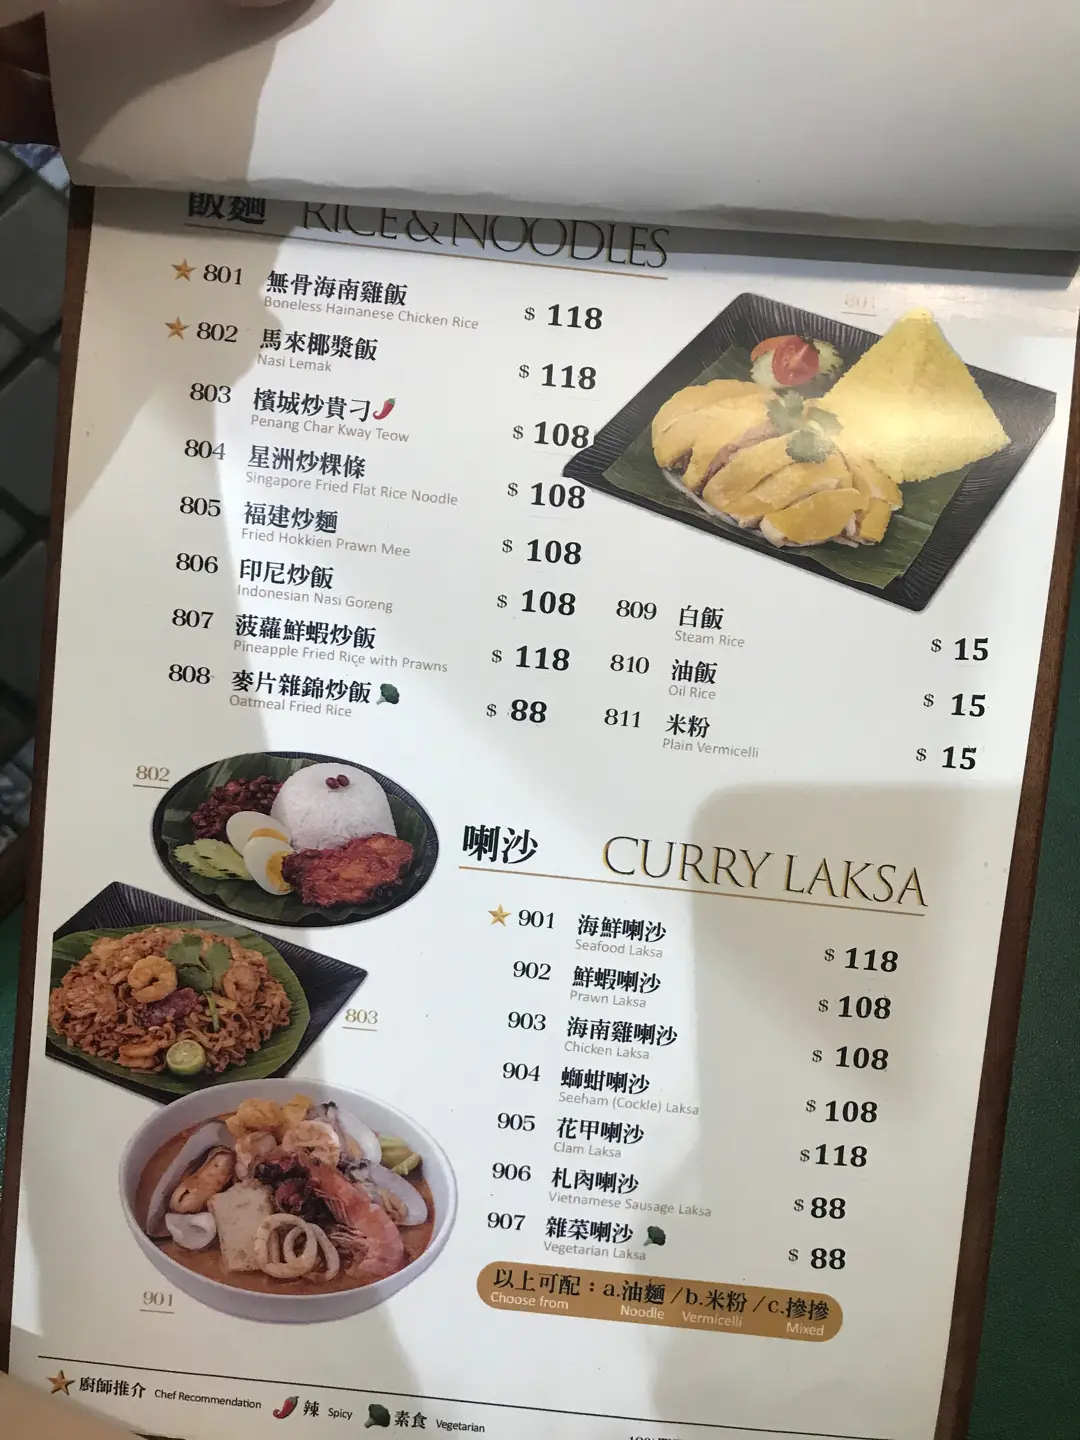 飯麵 RICE & NOODLES
801 無骨海南雞飯 $ 118
Boneless Hainanese Chicken Rice
802 馬來椰漿飯 $ 118
Nasi Lemak
803 檳城炒貴刁 $ 108
Penang Char Kway Teow
804 星洲炒粿條 $ 108
Singapore Fried Flat Rice Noodle
805 福建炒麵 $ 108
Fried Hokkien Prawn Mee
806 印尼炒飯 $ 108
Indonesian Nasi Goreng
807 菠蘿鮮蝦炒飯 $ 118
Pineapple Fried Rice with Prawns
808 麥片雜錦炒飯 $ 88
Oatmeal Fried Rice
801
809 白飯 $ 15
Steam Rice
810 油飯 $ 15
Oil Rice
811 米粉 $ 15
Plain Vermicelli
802
803
901
喇沙 CURRY LAKSA
901 海鮮喇沙 $ 118
Seafood Laksa
902 鮮蝦喇沙 $ 108
Prawn Laksa
903 海南雞喇沙 $ 108
Chicken Laksa
904 螄蚶喇沙 $ 108
Seeham (Cockle) Laksa
905 花甲喇沙 $ 118
Clam Laksa
906 札肉喇沙 $ 88
Vietnamese Sausage Laksa
907 雜菜喇沙 $ 88
Vegetarian Laksa
以上可配：a.油麵 / b.米粉 / c.摻摻
Choose from Noodle Vermicelli Mixed
廚師推介 Chef Recommendation 辣 Spicy 素食 Vegetarian